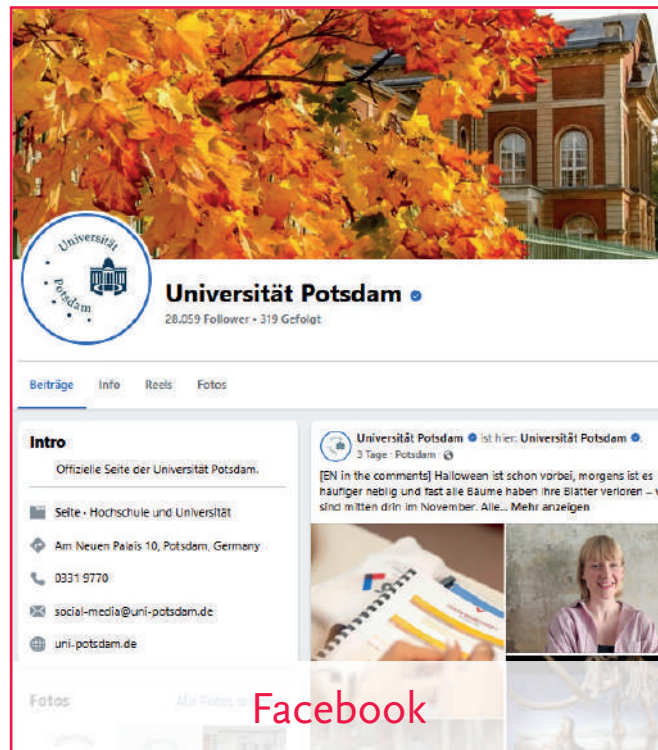 Universität
Potsdam
Universität Potsdam
28.059 Follower • 319 Gefolgt
Beiträge Info Reels Fotos
Intro
Offizielle Seite der Universität Potsdam.
Seite · Hochschule und Universität
Am Neuen Palais 10, Potsdam, Germany
0331 9770
social-media@uni-potsdam.de
uni-potsdam.de
Fotos Alle Fotos
Universität Potsdam ist hier: Universität Potsdam
3 Tage · Potsdam ·
[EN in the comments] Halloween ist schon vorbei, morgens ist es
häufiger neblig und fast alle Bäume haben ihre Blätter verloren –
sind mitten drin im November. Alle... Mehr anzeigen
Facebook